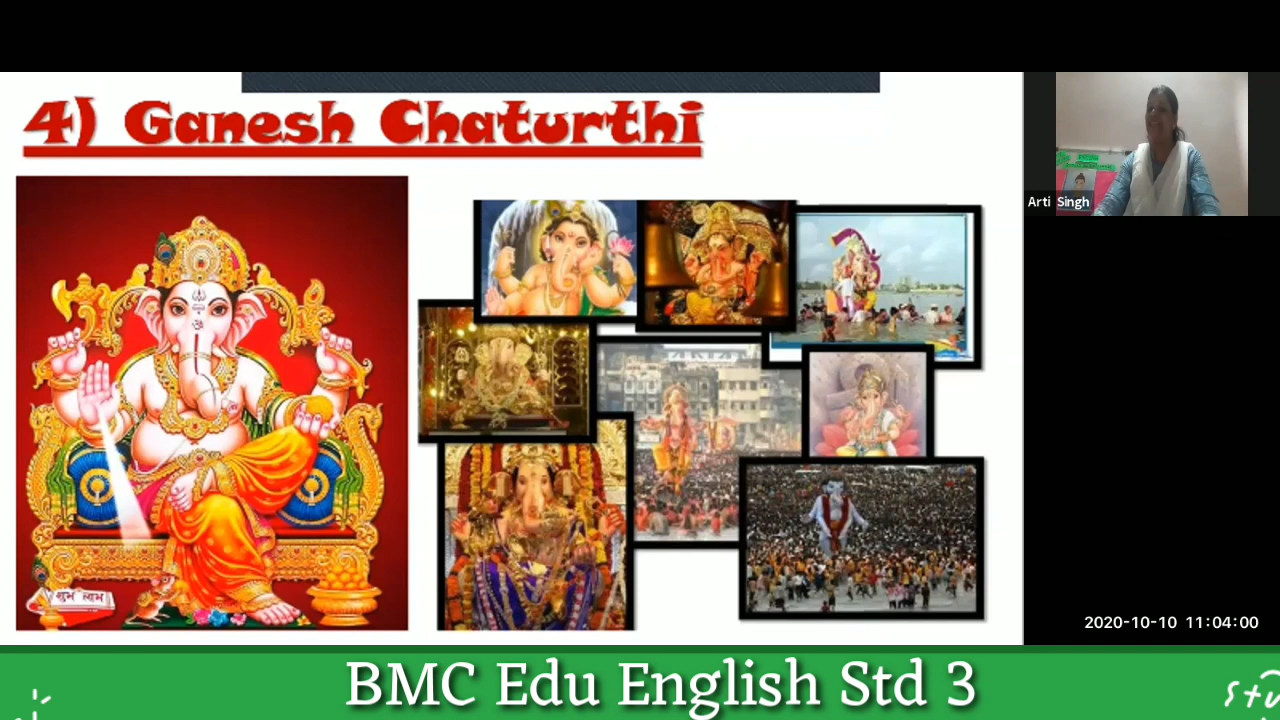 4) Ganesh Chaturthi
Arti Singh
शुभ लाभ
2020-10-10 11:04:00
BMC Edu English Std 3